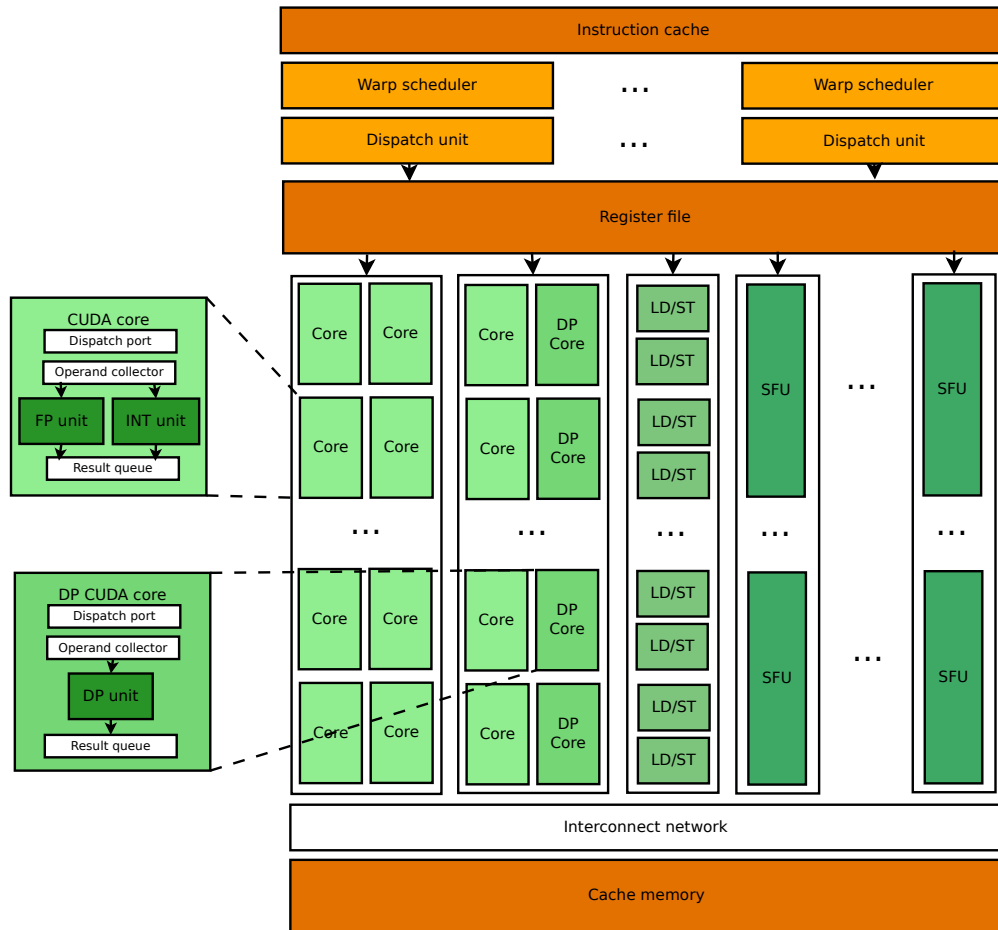 Instruction cache
Warp scheduler ... Warp scheduler
Dispatch unit ... Dispatch unit
Register file
CUDA core
Dispatch port
Operand collector
FP unit INT unit
Result queue
DP CUDA core
Dispatch port
Operand collector
DP unit
Result queue
Core Core
Core Core
...
Core Core
Core Core
Core DP
Core
Core DP
Core
...
Core DP
Core
Core DP
Core
LD/ST
LD/ST
LD/ST
LD/ST
...
LD/ST
LD/ST
LD/ST
LD/ST
SFU ... SFU
... ...
SFU ... SFU
Interconnect network
Cache memory